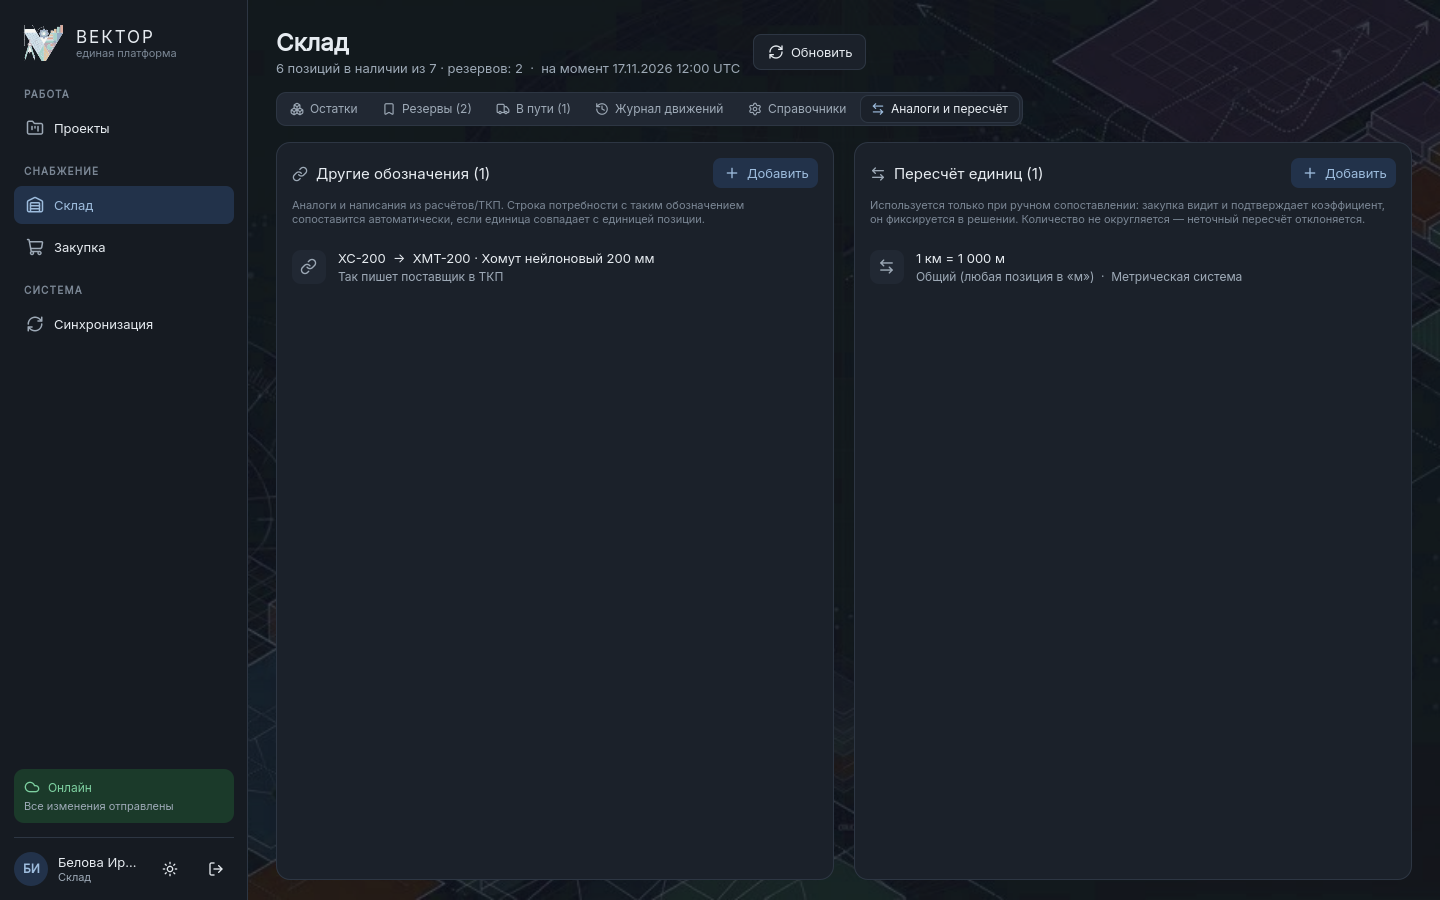 ВЕКТОР
единая платформа
РАБОТА
Проекты
СНАБЖЕНИЕ
Склад
Закупка
СИСТЕМА
Синхронизация
Онлайн
Все изменения отправлены
БИ
Белова Ир...
Склад
Склад
6 позиций в наличии из 7 · резервов: 2 · на момент 17.11.2026 12:00 UTC
Обновить
Остатки
Резервы (2)
В пути (1)
Журнал движений
Справочники
Аналоги и пересчёт
Другие обозначения (1)
Добавить
Аналоги и написания из расчётов/ТКП. Строка потребности с таким обозначением
сопоставится автоматически, если единица совпадает с единицей позиции.
ХС-200 → ХМТ-200 · Хомут нейлоновый 200 мм
Так пишет поставщик в ТКП
Пересчёт единиц (1)
Добавить
Используется только при ручном сопоставлении: закупка видит и подтверждает коэффициент,
он фиксируется в решении. Количество не округляется — неточный пересчёт отклоняется.
1 км = 1 000 м
Общий (любая позиция в «м») · Метрическая система